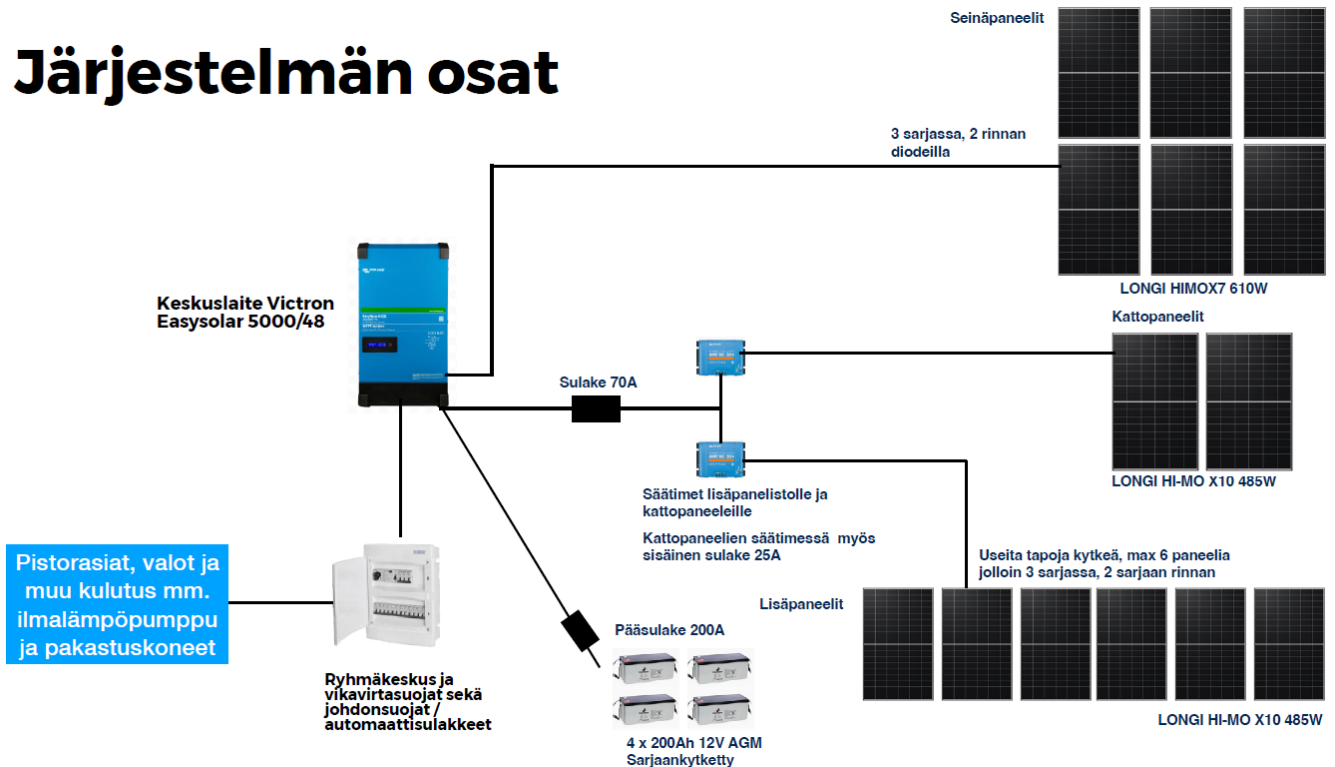 Järjestelmän osat
Seinäpaneelit
3 sarjassa, 2 rinnan
diodeilla
LONGI HIMOX7 610W
Keskuslaite Victron
Easysolar 5000/48
Kattopaneelit
Sulake 70A
LONGI HI-MO X10 485W
Säätimet lisäpanelistolle ja
kattopaneeleille
Kattopaneelien säätimessä myös
sisäinen sulake 25A
Useita tapoja kytkeä, max 6 paneelia
jolloin 3 sarjassa, 2 sarjaan rinnan
Pistorasiat, valot ja
muu kulutus mm.
ilmalämpöpumppu
ja pakastuskoneet
Lisäpaneelit
Pääsulake 200A
Ryhmäkeskus ja
vikavirtasuojat sekä
johdonsuojat /
automaattisulakkeet
LONGI HI-MO X10 485W
4 x 200Ah 12V AGM
Sarjaankytketty